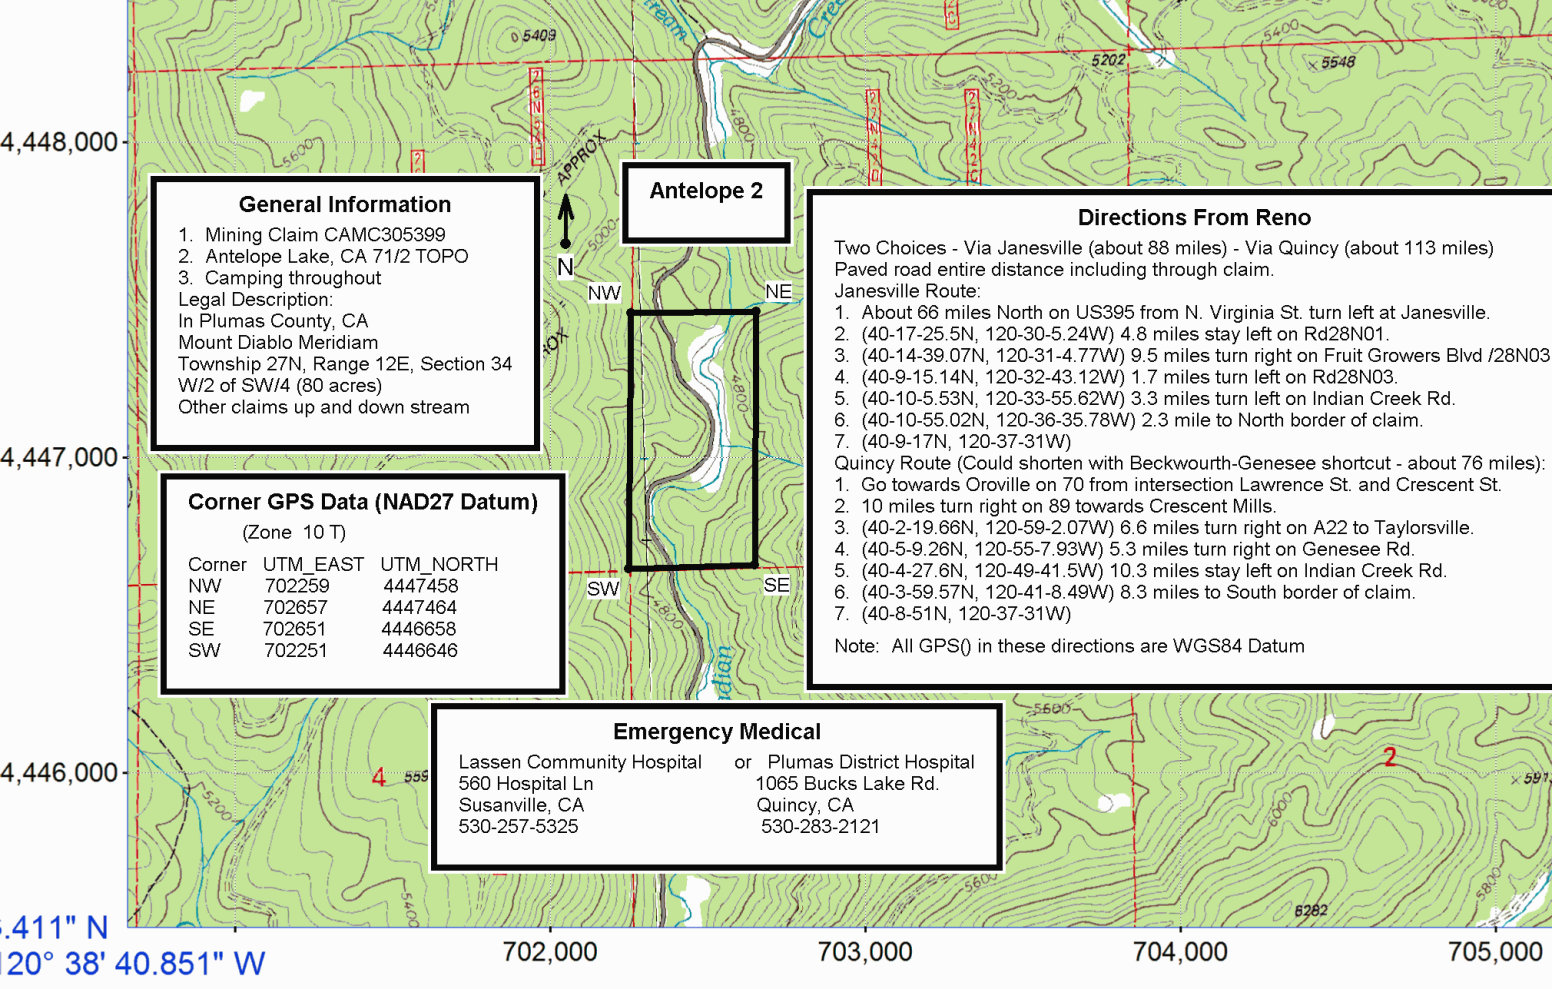 tream
Cree
5409
5400
5202
5548
5200
4,448,000
4800
5600
APPROX
Antelope 2
General Information
1. Mining Claim CAMC305399
2. Antelope Lake, CA 71/2 TOPO
3. Camping throughout
Legal Description:
In Plumas County, CA
Mount Diablo Meridiam
Township 27N, Range 12E, Section 34
W/2 of SW/4 (80 acres)
Other claims up and down stream
5000
N
NW
NE
OX
4800
4,447,000
Directions From Reno
Two Choices - Via Janesville (about 88 miles) - Via Quincy (about 113 miles)
Paved road entire distance including through claim.
Janesville Route:
1. About 66 miles North on US395 from N. Virginia St. turn left at Janesville.
2. (40-17-25.5N, 120-30-5.24W) 4.8 miles stay left on Rd28N01.
3. (40-14-39.07N, 120-31-4.77W) 9.5 miles turn right on Fruit Growers Blvd /28N03
4. (40-9-15.14N, 120-32-43.12W) 1.7 miles turn left on Rd28N03.
5. (40-10-5.53N, 120-33-55.62W) 3.3 miles turn left on Indian Creek Rd.
6. (40-10-55.02N, 120-36-35.78W) 2.3 mile to North border of claim.
7. (40-9-17N, 120-37-31W)
Quincy Route (Could shorten with Beckwourth-Genesee shortcut - about 76 miles):
1. Go towards Oroville on 70 from intersection Lawrence St. and Crescent St.
2. 10 miles turn right on 89 towards Crescent Mills.
3. (40-2-19.66N, 120-59-2.07W) 6.6 miles turn right on A22 to Taylorsville.
4. (40-5-9.26N, 120-55-7.93W) 5.3 miles turn right on Genesee Rd.
5. (40-4-27.6N, 120-49-41.5W) 10.3 miles stay left on Indian Creek Rd.
6. (40-3-59.57N, 120-41-8.49W) 8.3 miles to South border of claim.
7. (40-8-51N, 120-37-31W)
Note: All GPS() in these directions are WGS84 Datum
Corner GPS Data (NAD27 Datum)
(Zone 10 T)
Corner UTM_EAST UTM_NORTH
NW 702259 4447458
NE 702657 4447464
SE 702651 4446658
SW 702251 4446646
SW
SE
4800
ndian
Emergency Medical
Lassen Community Hospital or Plumas District Hospital
560 Hospital Ln 1065 Bucks Lake Rd.
Susanville, CA Quincy, CA
530-257-5325 530-283-2121
5600
4,446,000
4
559
2
591
5200
6000
5400
5600
5800
6282
.411" N
120° 38' 40.851" W
702,000
703,000
704,000
705,000